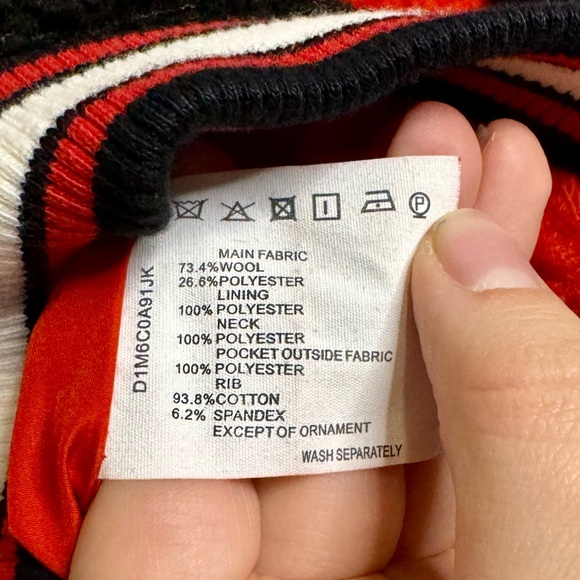 P
MAIN FABRIC
73.4%WOOL
26.6%POLYESTER
LINING
100% POLYESTER
NECK
100% POLYESTER
POCKET OUTSIDE FABRIC
100% POLYESTER
RIB
93.8%COTTON
6.2% SPANDEX
EXCEPT OF ORNAMENT
WASH SEPARATELY
D1M6C0A91JK